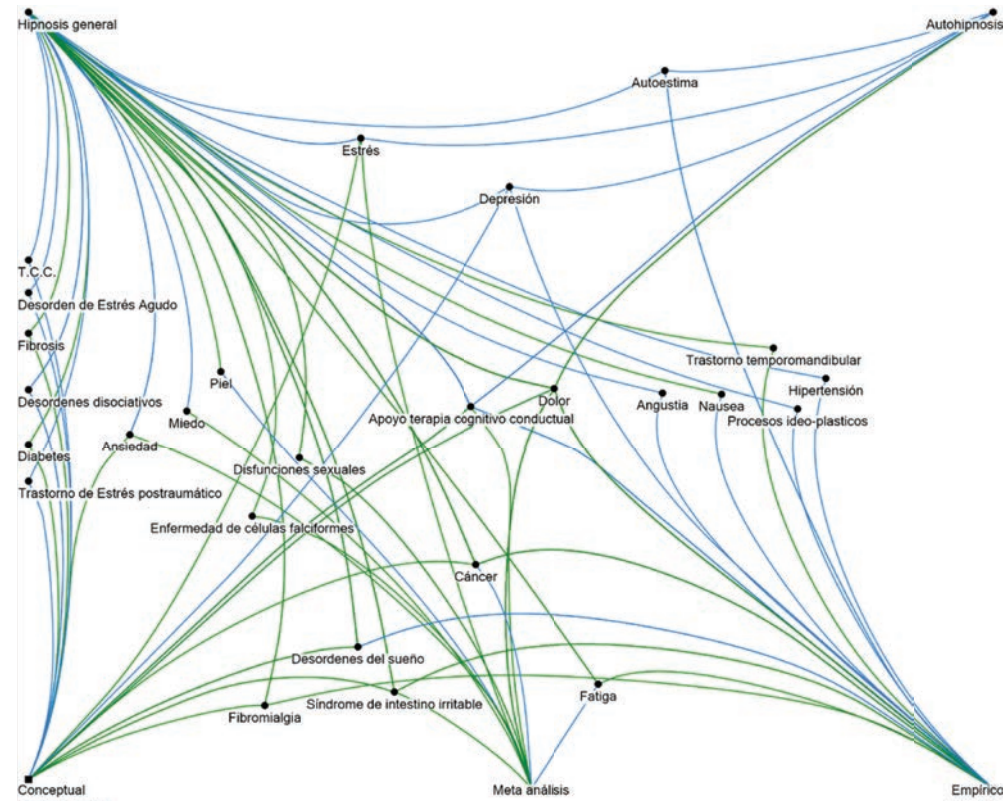 Hipnosis general
Autohipnosis
Autoestima
Estrés
Depresión
T.C.C.
Desorden de Estrés Agudo
Fibrosis
Trastorno temporomandibular
Piel
Hipertensión
Desordenes disociativos
Dolor
Angustia
Nausea
Miedo
Apoyo terapia cognitivo conductual
Procesos ideo-plasticos
Diabetes
Ansiedad
Disfunciones sexuales
Trastorno de Estrés postraumático
Enfermedad de células falciformes
Cáncer
Desordenes del sueño
Fibromialgia
Síndrome de intestino irritable
Fatiga
Conceptual
Meta análisis
Empírico